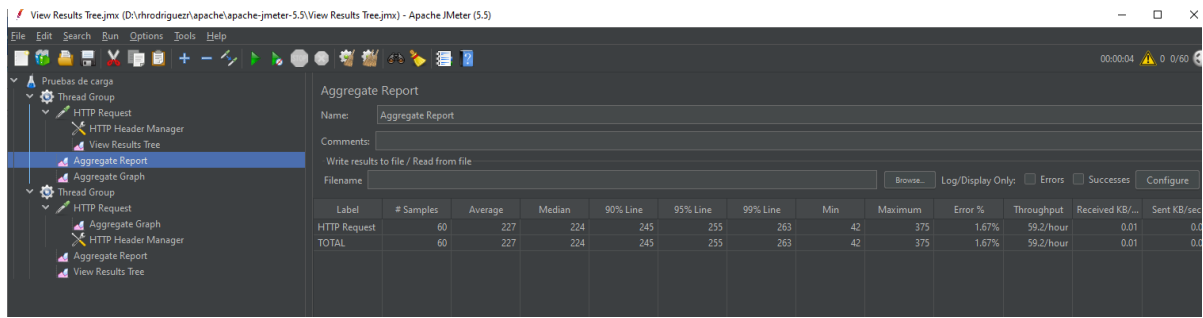 View Results Tree.jmx (D:\rhrodriguezr\apache\apache-jmeter-5.5\View Results Tree.jmx) - Apache JMeter (5.5)
File Edit Search Run Options Tools Help
00:00:04 0 0/60
Pruebas de carga
Thread Group
HTTP Request
HTTP Header Manager
View Results Tree
Aggregate Report
Aggregate Graph
Thread Group
HTTP Request
Aggregate Graph
HTTP Header Manager
Aggregate Report
View Results Tree
Aggregate Report
Name: Aggregate Report
Comments:
Write results to file / Read from file
Filename Browse... Log/Display Only: Errors Successes Configure
Label # Samples Average Median 90% Line 95% Line 99% Line Min Maximum Error % Throughput Received KB/... Sent KB/sec
HTTP Request 60 227 224 245 255 263 42 375 1.67% 59.2/hour 0.01 0.0
TOTAL 60 227 224 245 255 263 42 375 1.67% 59.2/hour 0.01 0.0